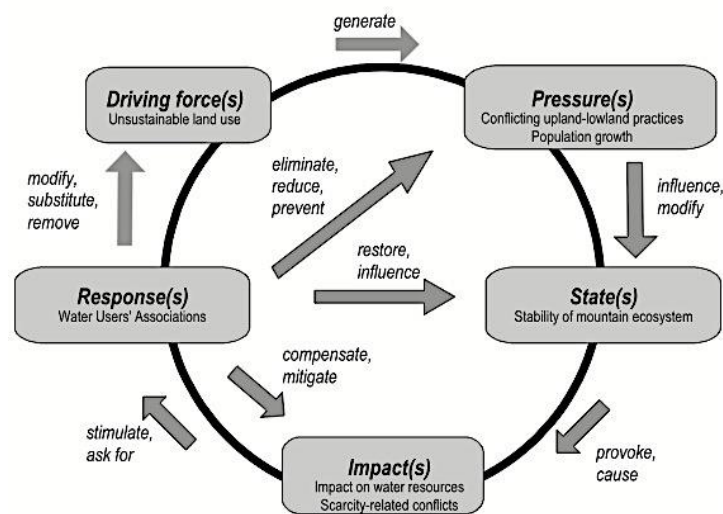 generate
Driving force(s)
Unsustainable land use
Pressure(s)
Conflicting upland-lowland practices
Population growth
modify,
substitute,
remove
eliminate,
reduce,
prevent
influence,
modify
restore,
influence
Response(s)
Water Users' Associations
State(s)
Stability of mountain ecosystem
compensate,
mitigate
stimulate,
ask for
provoke,
cause
Impact(s)
Impact on water resources
Scarcity-related conflicts